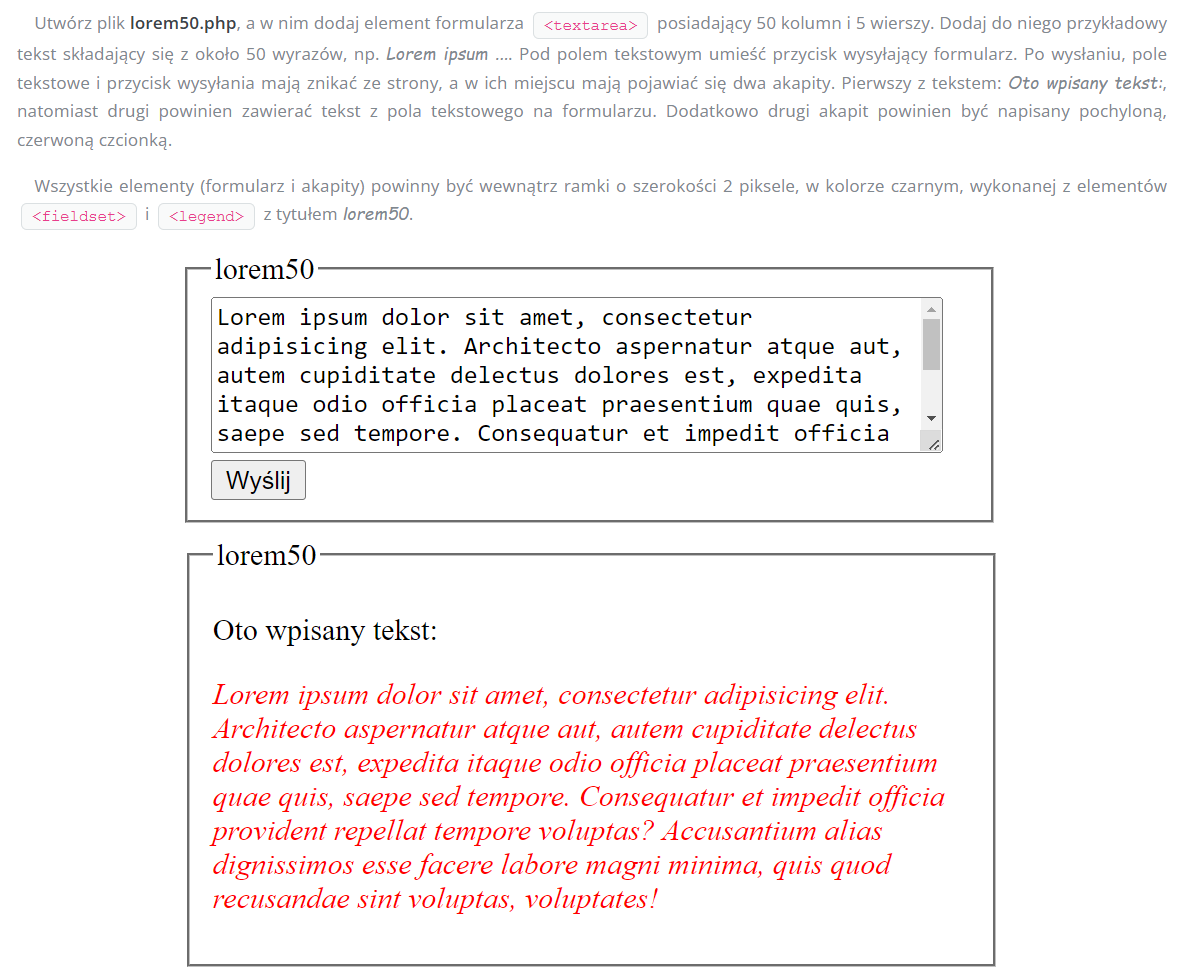 Utwórz plik lorem50.php, a w nim dodaj element formularza <textarea> posiadający 50 kolumn i 5 wierszy. Dodaj do niego przykładowy
tekst składający się z około 50 wyrazów, np. Lorem ipsum .... Pod polem tekstowym umieść przycisk wysyłający formularz. Po wysłaniu, pole
tekstowe i przycisk wysyłania mają znikać ze strony, a w ich miejscu mają pojawiać się dwa akapity. Pierwszy z tekstem: Oto wpisany tekst:,
natomiast drugi powinien zawierać tekst z pola tekstowego na formularzu. Dodatkowo drugi akapit powinien być napisany pochyloną,
czerwoną czcionką.
Wszystkie elementy (formularz i akapity) powinny być wewnątrz ramki o szerokości 2 piksele, w kolorze czarnym, wykonanej z elementów
<fieldset> i <legend> z tytułem lorem50.
lorem50
Lorem ipsum dolor sit amet, consectetur
adipisicing elit. Architecto aspernatur atque aut,
autem cupiditate delectus dolores est, expedita
itaque odio officia placeat praesentium quae quis,
saepe sed tempore. Consequatur et impedit officia
Wyślij
lorem50
Oto wpisany tekst:
Lorem ipsum dolor sit amet, consectetur adipisicing elit.
Architecto aspernatur atque aut, autem cupiditate delectus
dolores est, expedita itaque odio officia placeat praesentium
quae quis, saepe sed tempore. Consequatur et impedit officia
provident repellat tempore voluptas? Accusantium alias
dignissimos esse facere labore magni minima, quis quod
recusandae sint voluptas, voluptates!